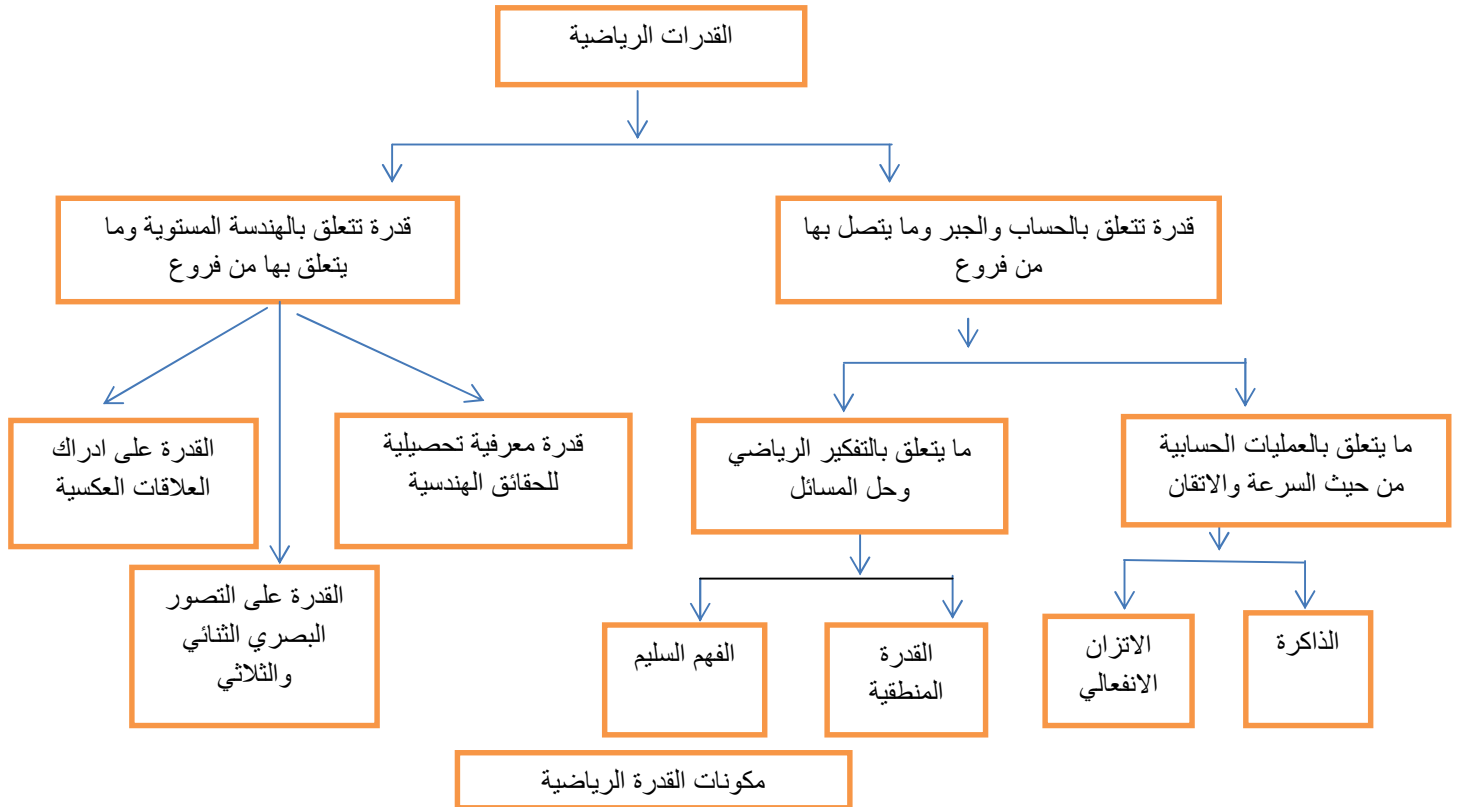 القدرات الرياضية
قدرة تتعلق بالحساب والجبر وما يتصل بها
من فروع
قدرة تتعلق بالهندسة المستوية وما
يتعلق بها من فروع
ما يتعلق بالعمليات الحسابية
من حيث السرعة والاتقان
ما يتعلق بالتفكير الرياضي
وحل المسائل
قدرة معرفية تحصيلية
للحقائق الهندسية
القدرة على ادراك
العلاقات العكسية
القدرة على التصور
البصري الثنائي
والثلاثي
الذاكرة
الاتزان
الانفعالي
القدرة
المنطقية
الفهم السليم
مكونات القدرة الرياضية